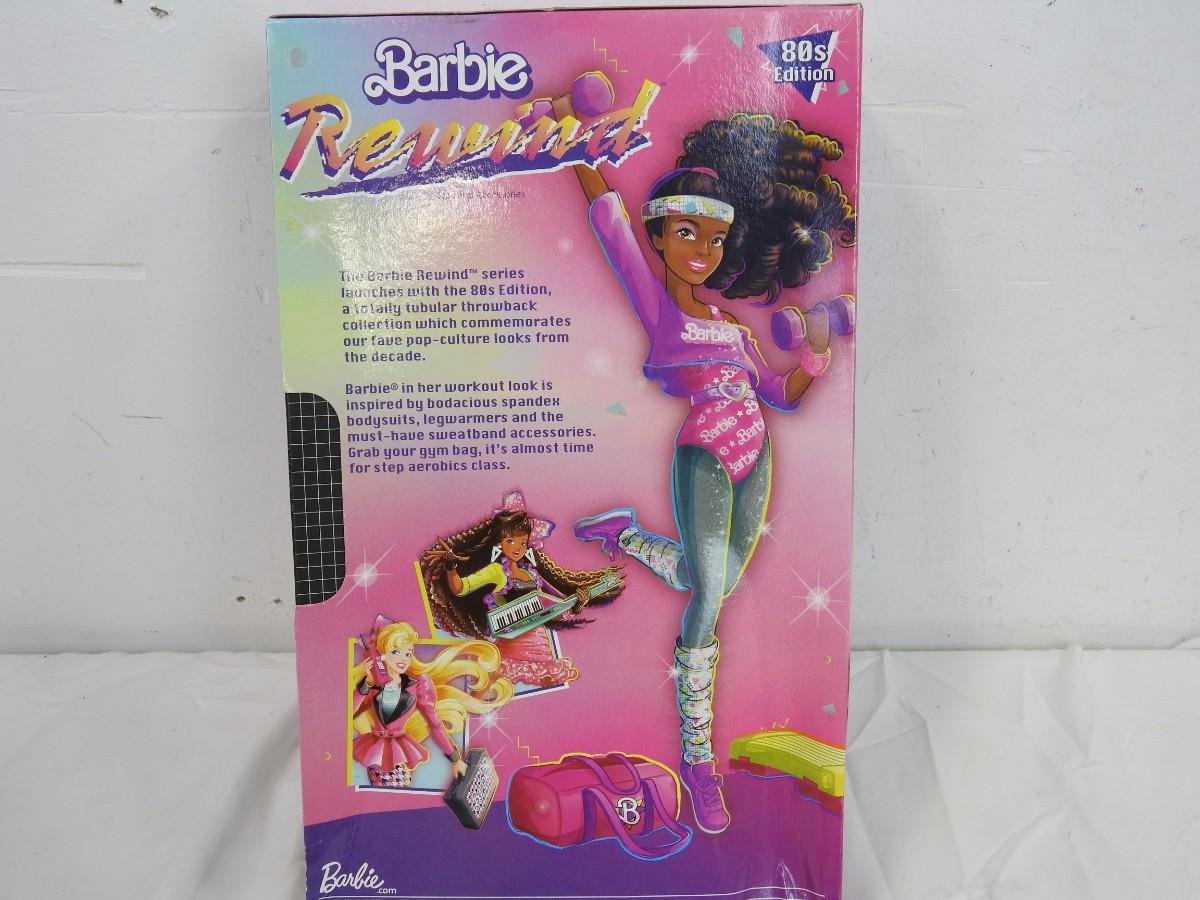 Barbie
Rewind
80s
Edition
and Accessories
The Barbie Rewind™ series
launches with the 80s Edition,
a totally tubular throwback
collection which commemorates
our fave pop-culture looks from
the decade.
Barbie® in her workout look is
inspired by bodacious spandex
bodysuits, legwarmers and the
must-have sweatband accessories.
Grab your gym bag, it's almost time
for step aerobics class.
Barbie
Barbie
Barbie
Barbie
B
Barbie.com